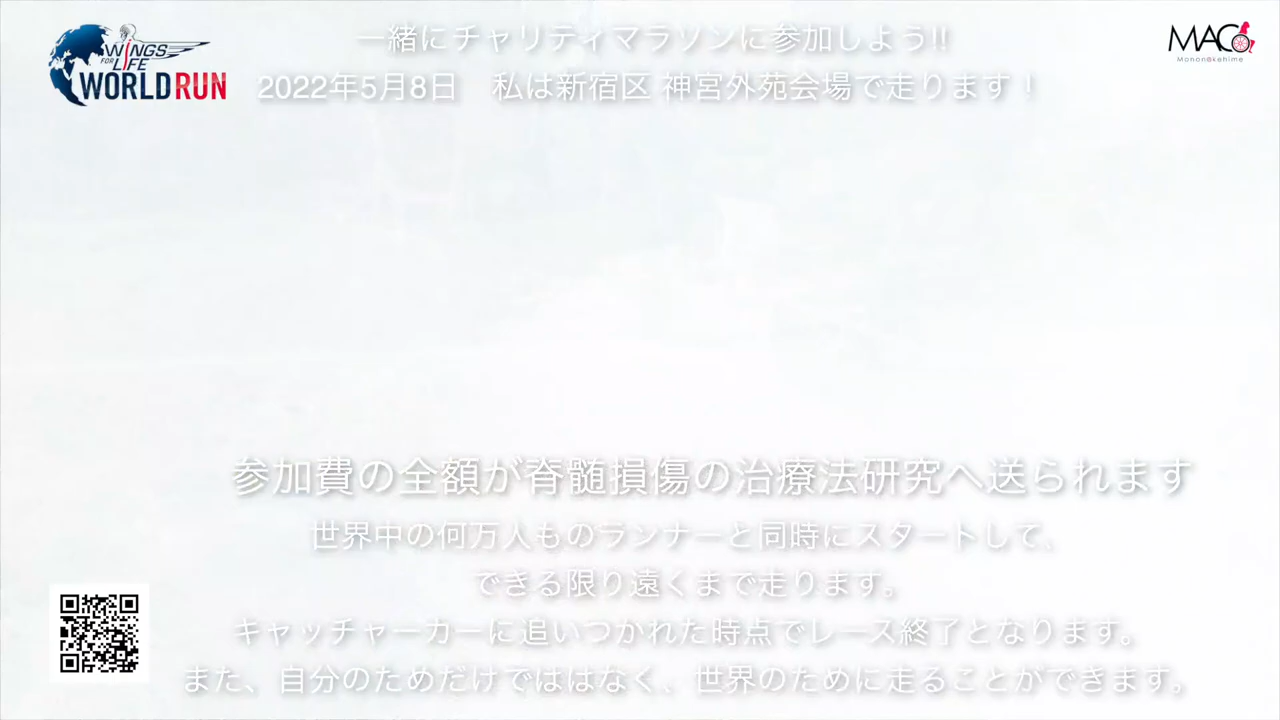 WINGS
FOR LIFE
WORLD RUN
一緒にチャリティマラソンに参加しよう!!
2022年5月8日 私は新宿区 神宮外苑会場で走ります！
MACo
Monon@kehime
参加費の全額が脊髄損傷の治療法研究へ送られます
世界中の何万人ものランナーと同時にスタートして、
できる限り遠くまで走ります。
キャッチャーカーに追いつかれた時点でレース終了となります。
また、自分のためだけでははなく、世界のために走ることができます。